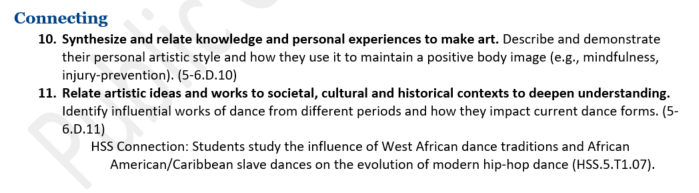 Connecting
10. Synthesize and relate knowledge and personal experiences to make art. Describe and demonstrate
their personal artistic style and how they use it to maintain a positive body image (e.g., mindfulness,
injury-prevention). (5-6.D.10)
11. Relate artistic ideas and works to societal, cultural and historical contexts to deepen understanding.
Identify influential works of dance from different periods and how they impact current dance forms. (5-
6.D.11)
HSS Connection: Students study the influence of West African dance traditions and African
American/Caribbean slave dances on the evolution of modern hip-hop dance (HSS.5.T1.07).
Public